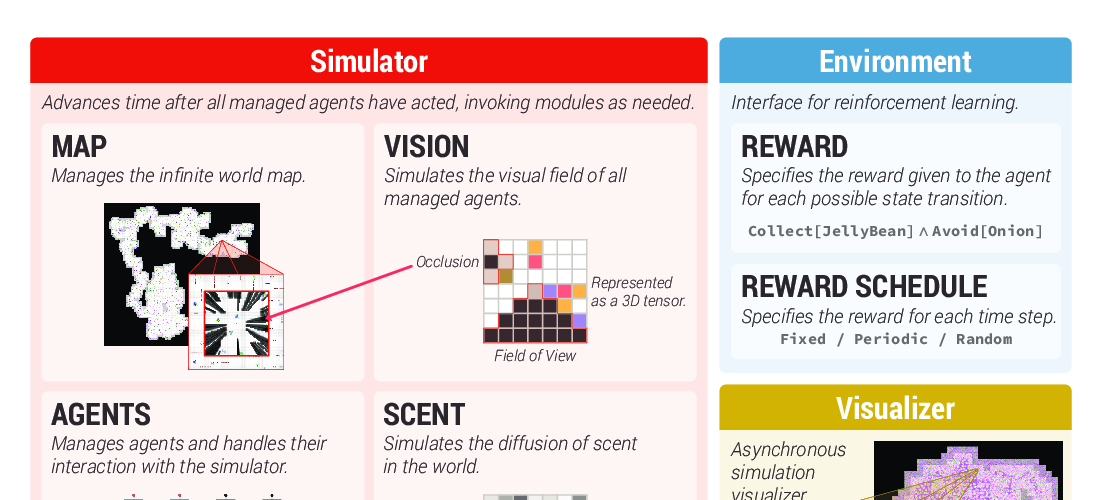 Simulator
Advances time after all managed agents have acted, invoking modules as needed.
MAP
Manages the infinite world map.
VISION
Simulates the visual field of all
managed agents.
Occlusion
Represented
as a 3D tensor.
Field of View
AGENTS
Manages agents and handles their
interaction with the simulator.
SCENT
Simulates the diffusion of scent
in the world.
Environment
Interface for reinforcement learning.
REWARD
Specifies the reward given to the agent
for each possible state transition.
Collect[JellyBean] ∧ Avoid[Onion]
REWARD SCHEDULE
Specifies the reward for each time step.
Fixed / Periodic / Random
Visualizer
Asynchronous
simulation
visualizer